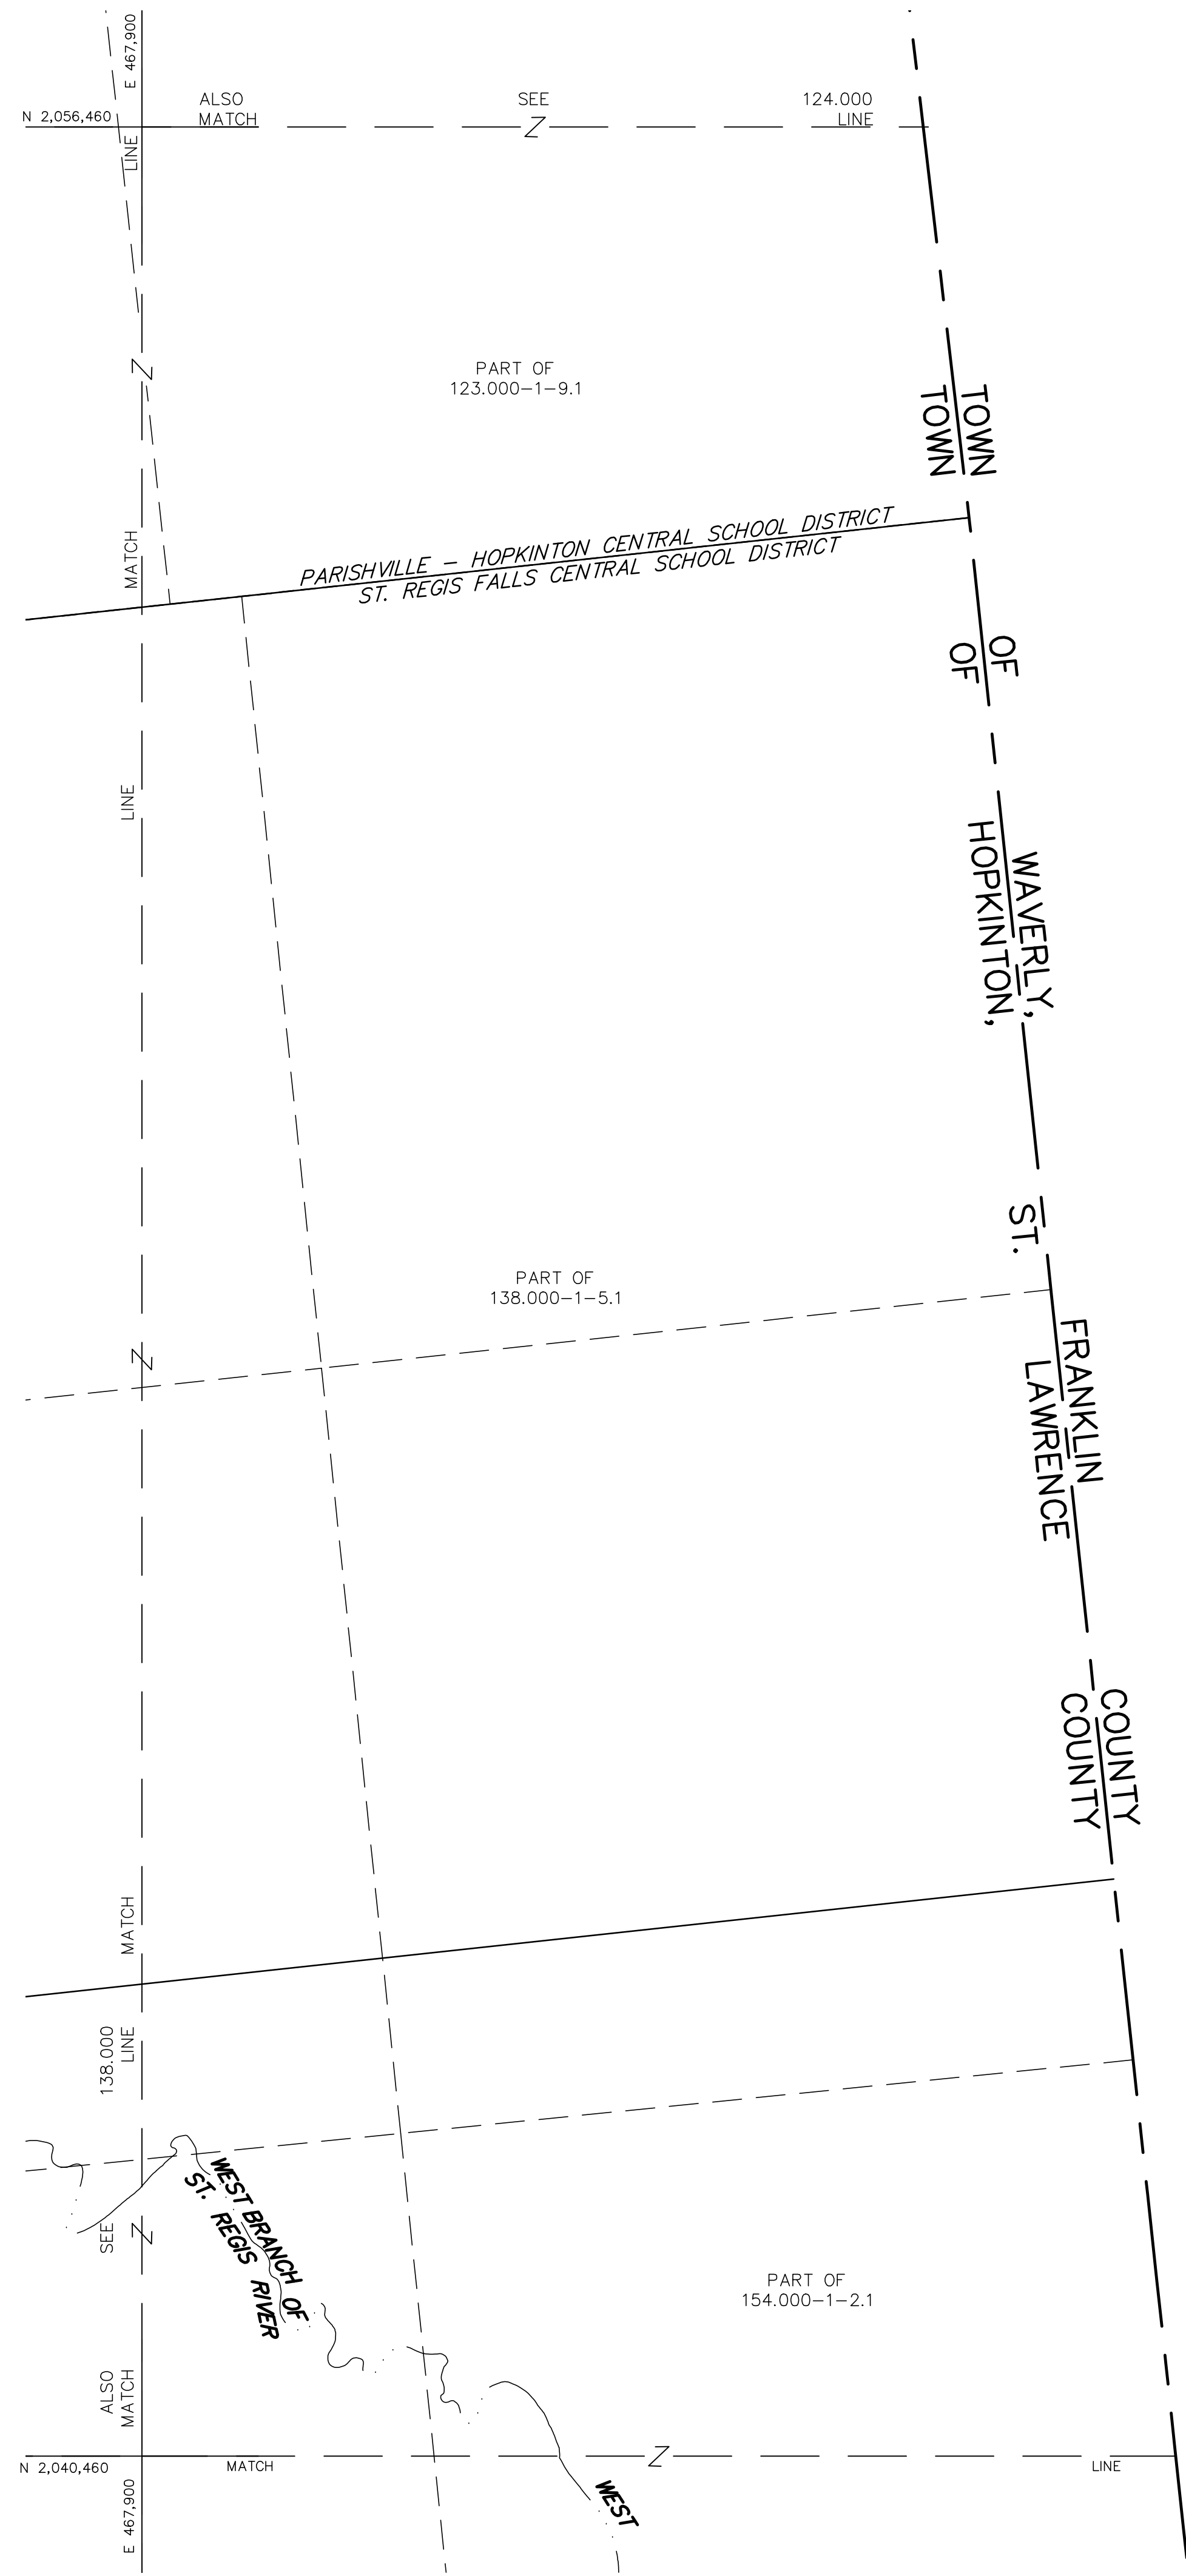 E 467,900
ALSO SEE 124.000
N 2,056,460
MATCH LINE
LINE
PART OF
123.000-1-9.1
TOWN OF WAVERLY, FRANKLIN COUNTY
TOWN OF HOPKINTON, ST. LAWRENCE COUNTY
MATCH
PARISHVILLE - HOPKINTON CENTRAL SCHOOL DISTRICT
ST. REGIS FALLS CENTRAL SCHOOL DISTRICT
LINE
PART OF
138.000-1-5.1
MATCH
ALSO SEE 138.000
MATCH LINE
WEST BRANCH OF
ST. REGIS RIVER
PART OF
154.000-1-2.1
N 2,040,460
MATCH LINE
E 467,900
WEST